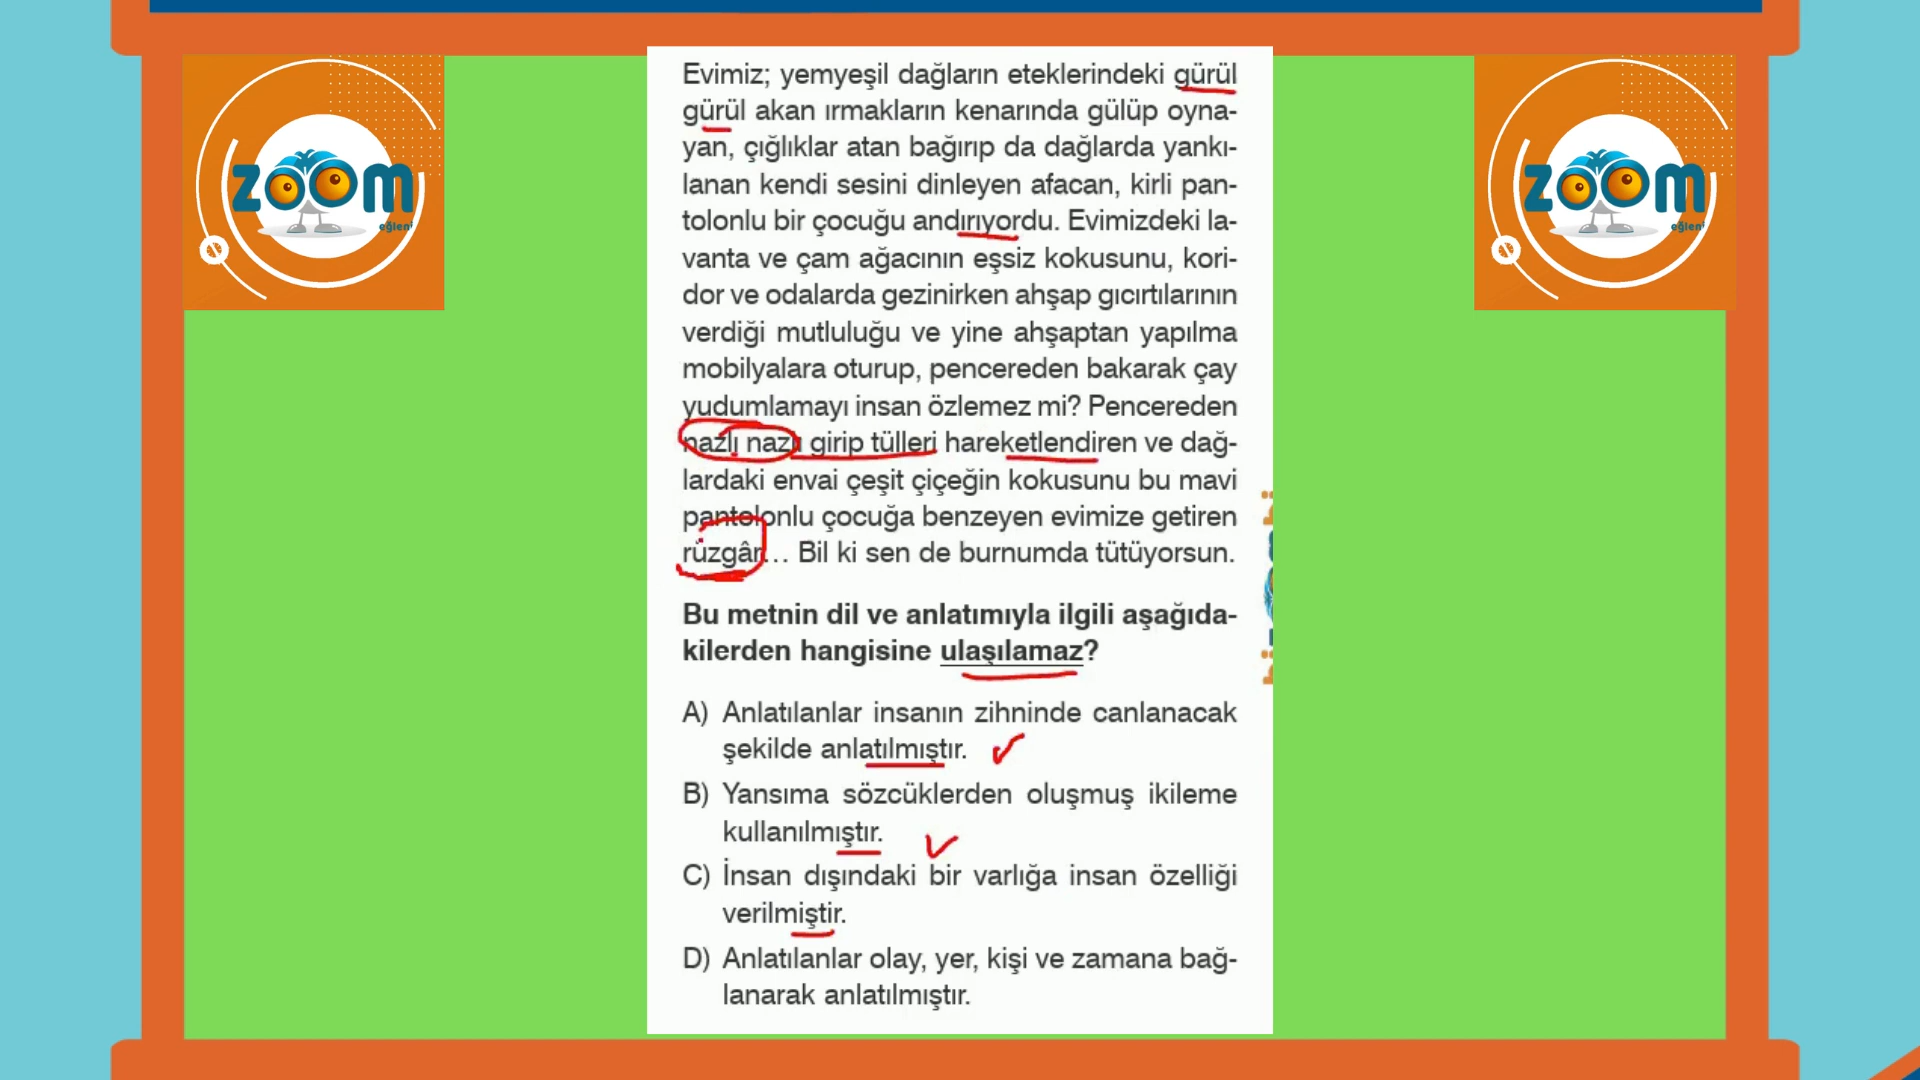 zoom
eğleni
zoom
eğleni
Evimiz; yemyeşil dağların eteklerindeki gürül
gürül akan ırmakların kenarında gülüp oyna-
yan, çığlıklar atan bağırıp da dağlarda yankı-
lanan kendi sesini dinleyen afacan, kirli pan-
tolonlu bir çocuğu andırıyordu. Evimizdeki la-
vanta ve çam ağacının eşsiz kokusunu, kori-
dor ve odalarda gezinirken ahşap gıcırtılarının
verdiği mutluluğu ve yine ahşaptan yapılma
mobilyalara oturup, pencereden bakarak çay
yudumlamayı insan özlemez mi? Pencereden
nazlı nazlı girip tülleri hareketlendiren ve dağ-
lardaki envai çeşit çiçeğin kokusunu bu mavi
pantolonlu çocuğa benzeyen evimize getiren
rüzgâr... Bil ki sen de burnumda tütüyorsun.
Bu metnin dil ve anlatımıyla ilgili aşağıda-
kilerden hangisine ulaşılamaz?
A) Anlatılanlar insanın zihninde canlanacak
şekilde anlatılmıştır.
B) Yansıma sözcüklerden oluşmuş ikileme
kullanılmıştır.
C) İnsan dışındaki bir varlığa insan özelliği
verilmiştir.
D) Anlatılanlar olay, yer, kişi ve zamana bağ-
lanarak anlatılmıştır.